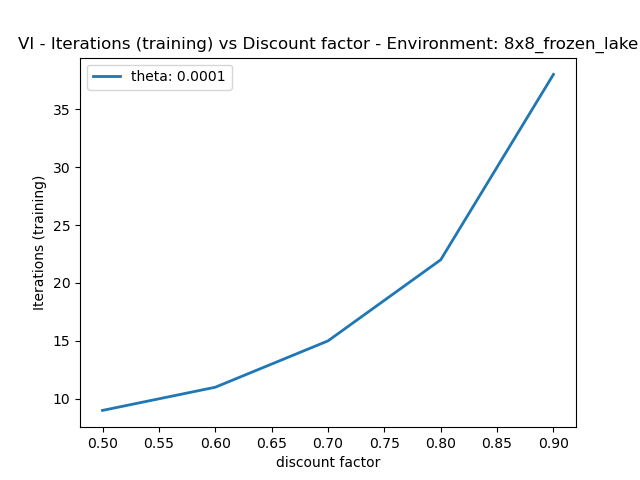 VI - Iterations (training) vs Discount factor - Environment: 8x8_frozen_lake
theta: 0.0001
Iterations (training)
35
30
25
20
15
10
0.50 0.55 0.60 0.65 0.70 0.75 0.80 0.85 0.90
discount factor